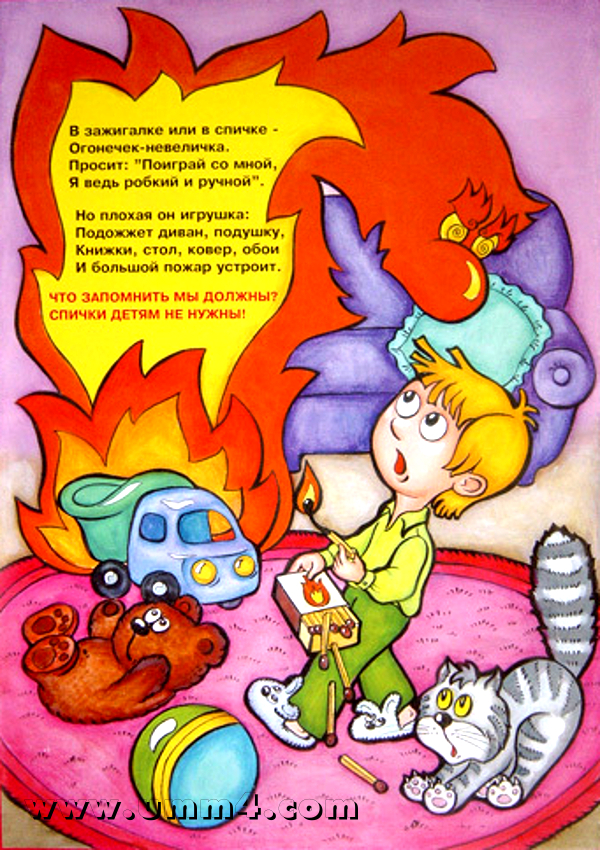 В зажигалке или в спичке -
Огонечек-невеличка.
Просит: "Поиграй со мной,
Я ведь робкий и ручной".
Но плохая он игрушка:
Подожжет диван, подушку,
Книжки, стол, ковер, обои
И большой пожар устроит.
ЧТО ЗАПОМНИТЬ МЫ ДОЛЖНЫ?
СПИЧКИ ДЕТЯМ НЕ НУЖНЫ!
www.umm4.com